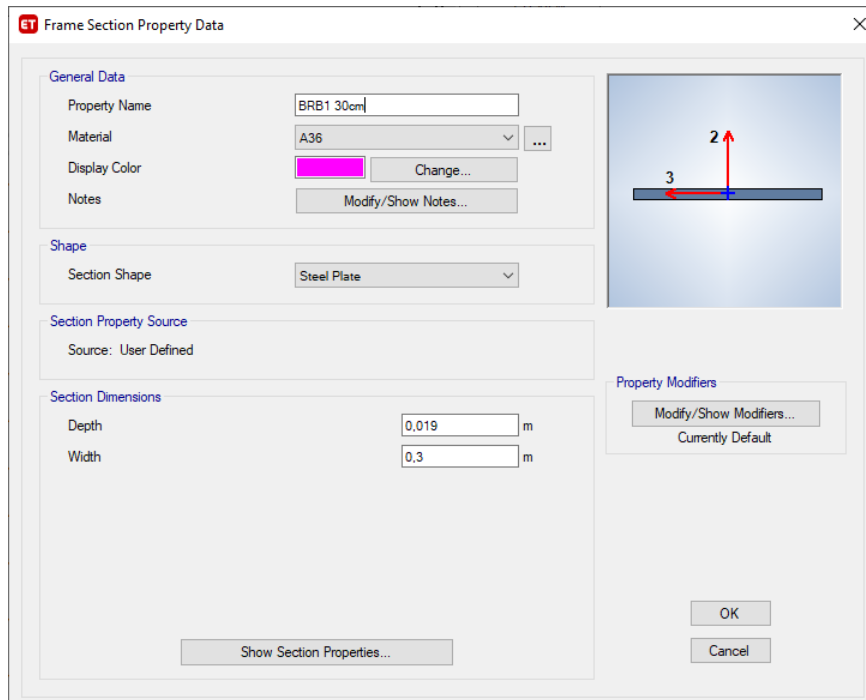 ET Frame Section Property Data
General Data
Property Name BRB1 30cm
Material A36 ...
Display Color Change...
Notes Modify/Show Notes...
2
3
Shape
Section Shape Steel Plate
Section Property Source
Source: User Defined
Section Dimensions
Depth 0,019 m
Width 0,3 m
Property Modifiers
Modify/Show Modifiers...
Currently Default
Show Section Properties...
OK
Cancel